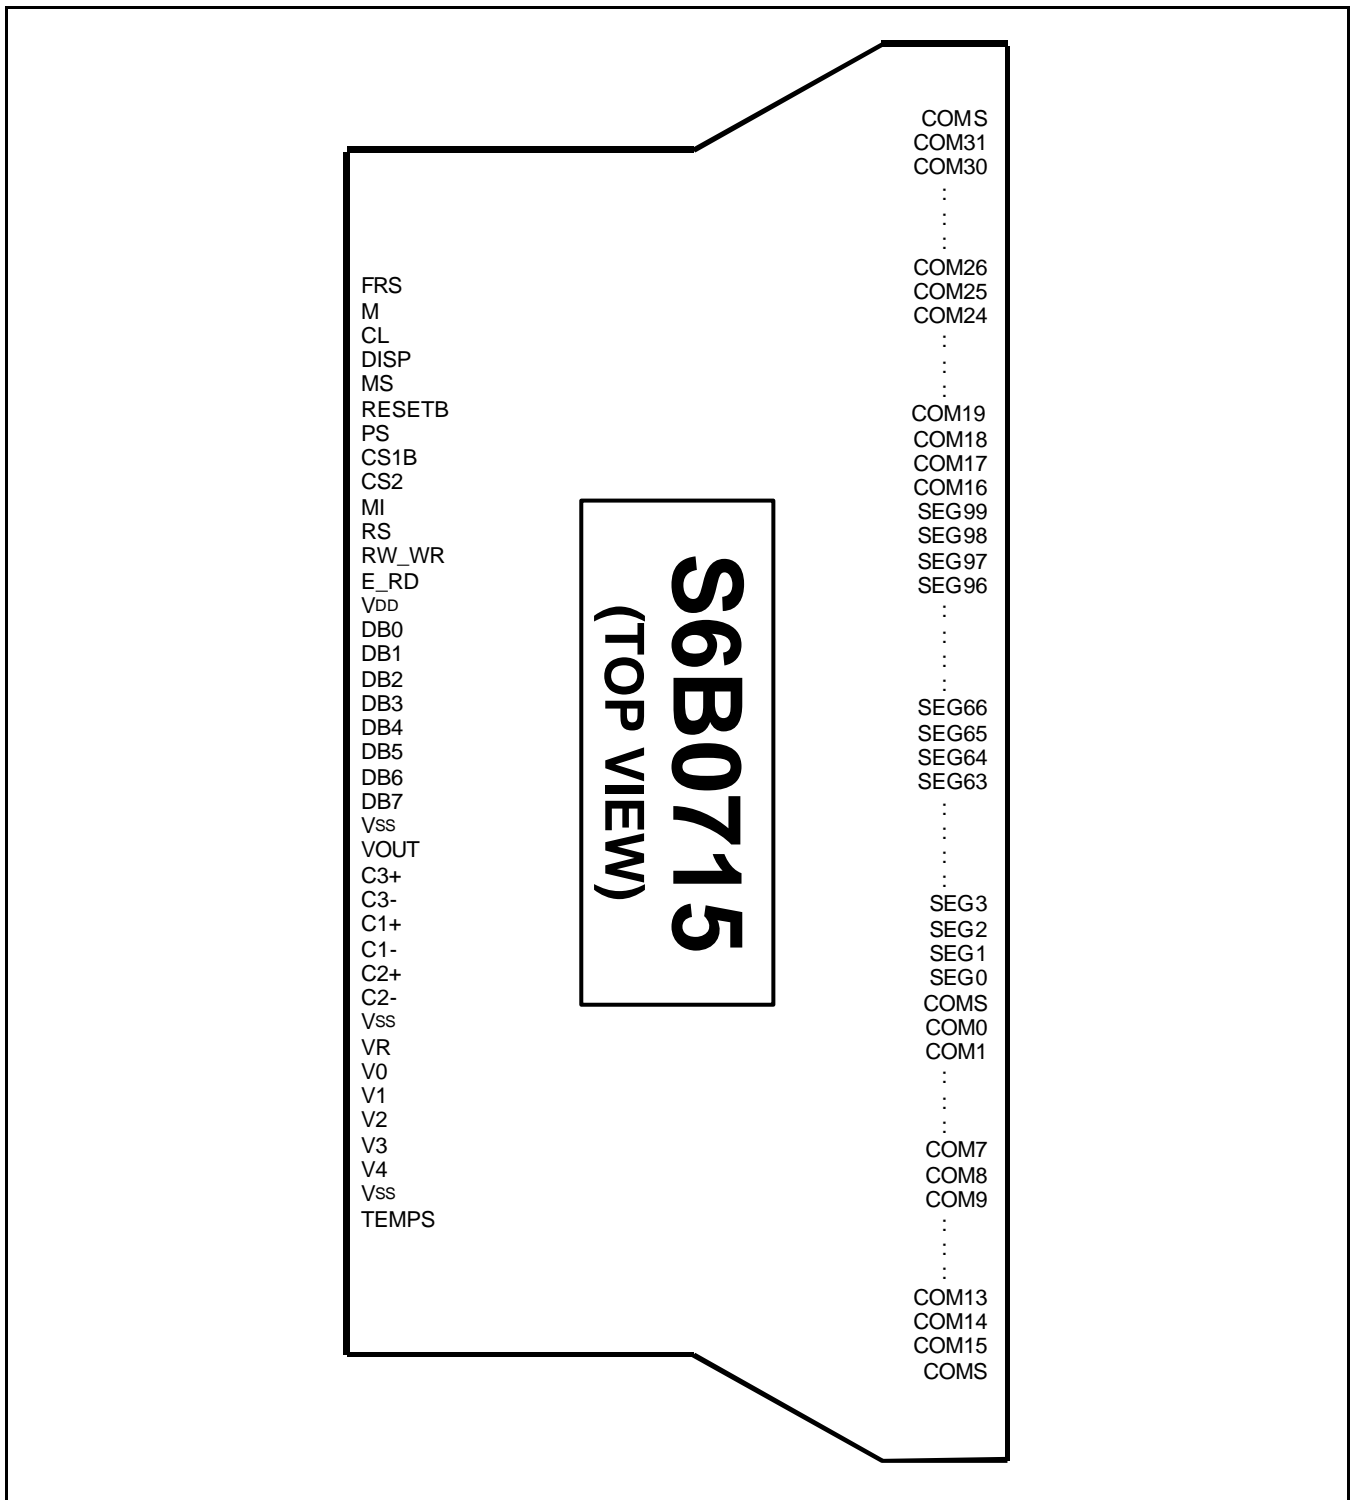 FRS
M
CL
DISP
MS
RESETB
PS
CS1B
CS2
MI
RS
RW_WR
E_RD
VDD
DB0
DB1
DB2
DB3
DB4
DB5
DB6
DB7
VSS
VOUT
C3+
C3-
C1+
C1-
C2+
C2-
VSS
VR
V0
V1
V2
V3
V4
VSS
TEMPS
S6B0715
(TOP VIEW)
COMS
COM31
COM30
:
:
:
COM26
COM25
COM24
:
:
:
COM19
COM18
COM17
COM16
SEG99
SEG98
SEG97
SEG96
:
:
:
:
SEG66
SEG65
SEG64
SEG63
:
:
:
:
SEG3
SEG2
SEG1
SEG0
COMS
COM0
COM1
:
:
:
COM7
COM8
COM9
:
:
:
COM13
COM14
COM15
COMS